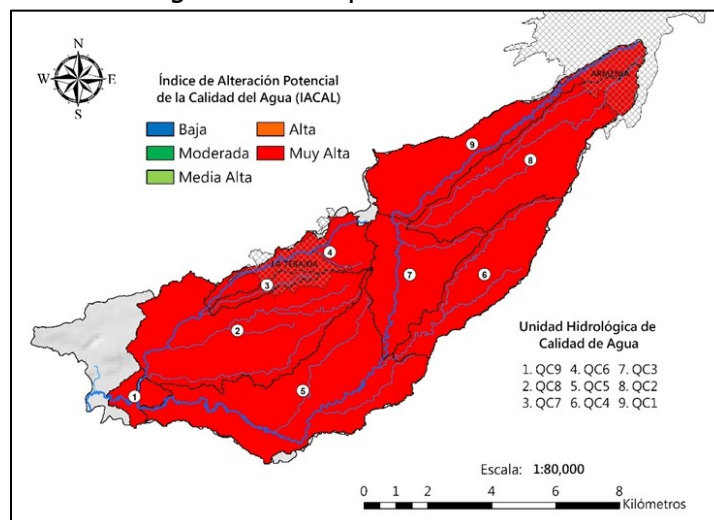 N
W E
S
Índice de Alteración Potencial
de la Calidad del Agua (IACAL)
Baja Alta
Moderada Muy Alta
Media Alta
ARMENIA
9
8
4
LA TEBAIDA
3
7
6
2
5
1
Unidad Hidrológica de
Calidad de Agua
1. QC9 4. QC6 7. QC3
2. QC8 5. QC5 8. QC2
3. QC7 6. QC4 9. QC1
Escala: 1:80,000
0 1 2 4 6 8
Kilómetros